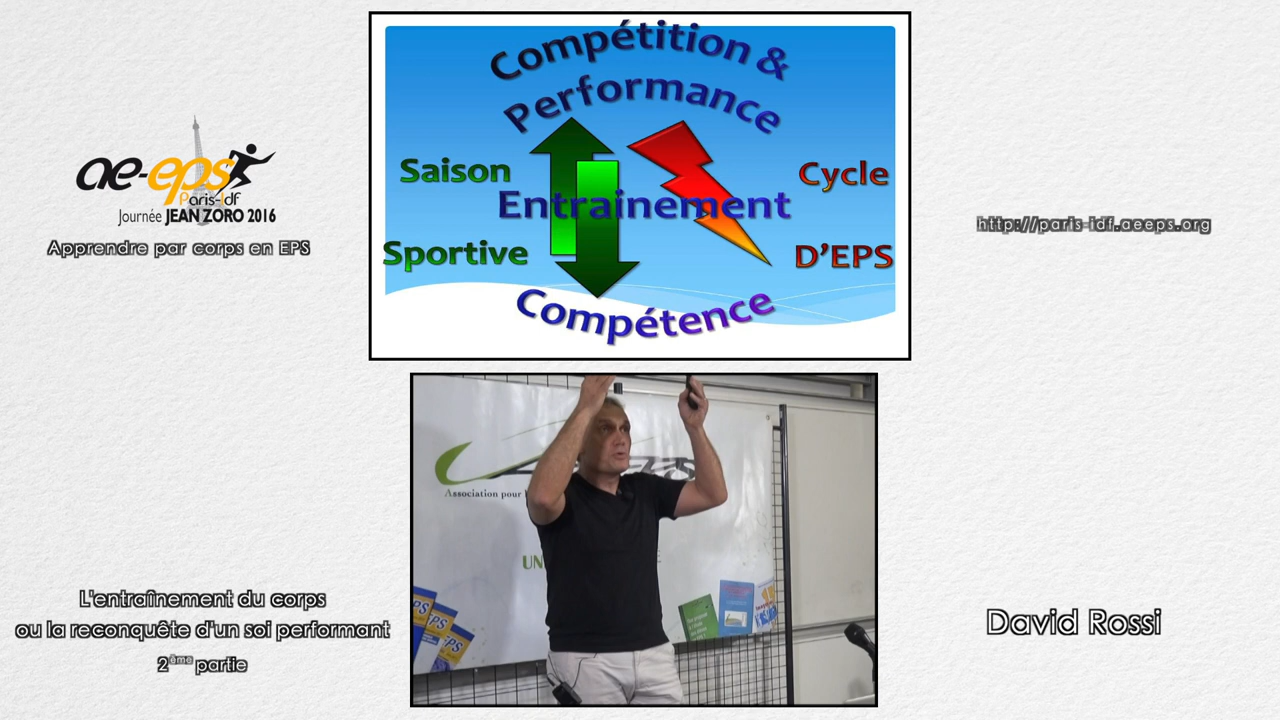 Compétition &
Performance
Saison
Cycle
Entrainement
Sportive
D'EPS
Compétence
ae-eps
Paris-idf
Journée JEAN ZORO 2016
Apprendre par corps en EPS
http://paris-idf.aeeps.org
Association pour
UN
L'entraînement du corps
ou la reconquête d'un soi performant
2ème partie
David Rossi